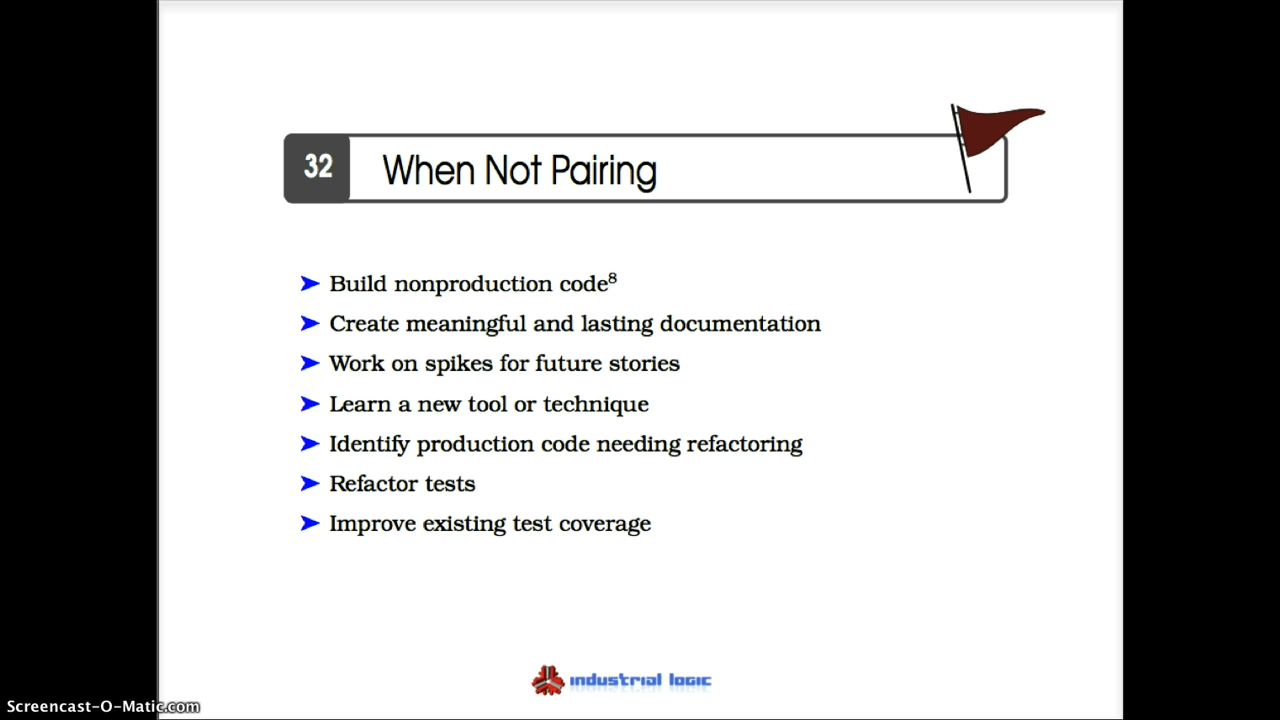 32 When Not Pairing
Build nonproduction code⁸
Create meaningful and lasting documentation
Work on spikes for future stories
Learn a new tool or technique
Identify production code needing refactoring
Refactor tests
Improve existing test coverage
industrial logic
Screencast-O-Matic.com